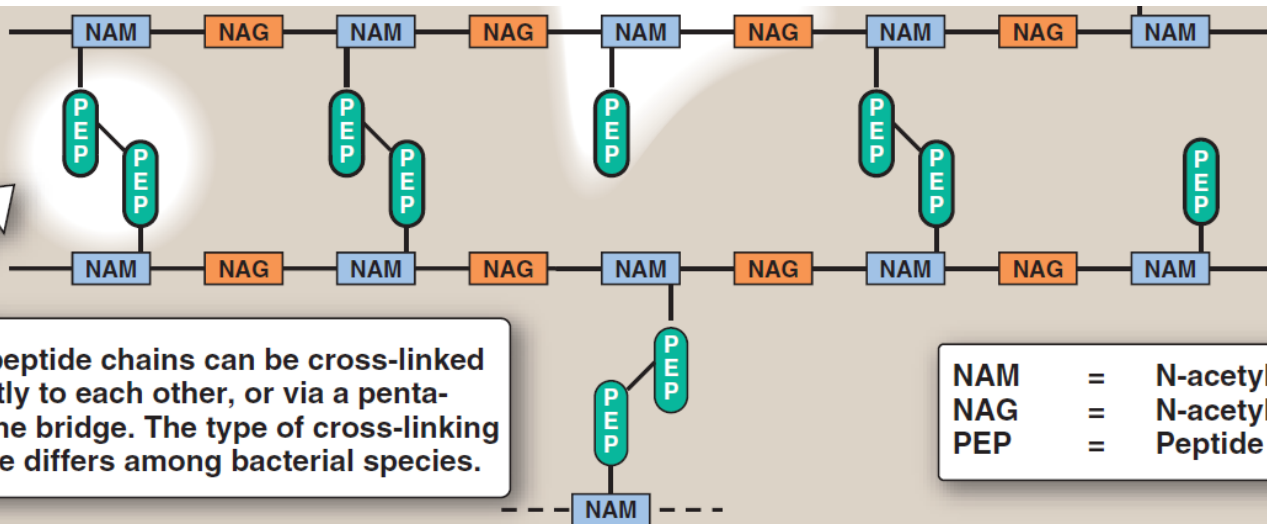 NAM NAG NAM NAG NAM NAG NAM NAG NAM
PEP PEP PEP PEP
PEP PEP PEP PEP
NAM NAG NAM NAG NAM NAG NAM NAG NAM
PEP
PEP
NAM
peptide chains can be cross-linked
tly to each other, or via a penta-
ne bridge. The type of cross-linking
e differs among bacterial species.
NAM = N-acetyl
NAG = N-acetyl
PEP = Peptide